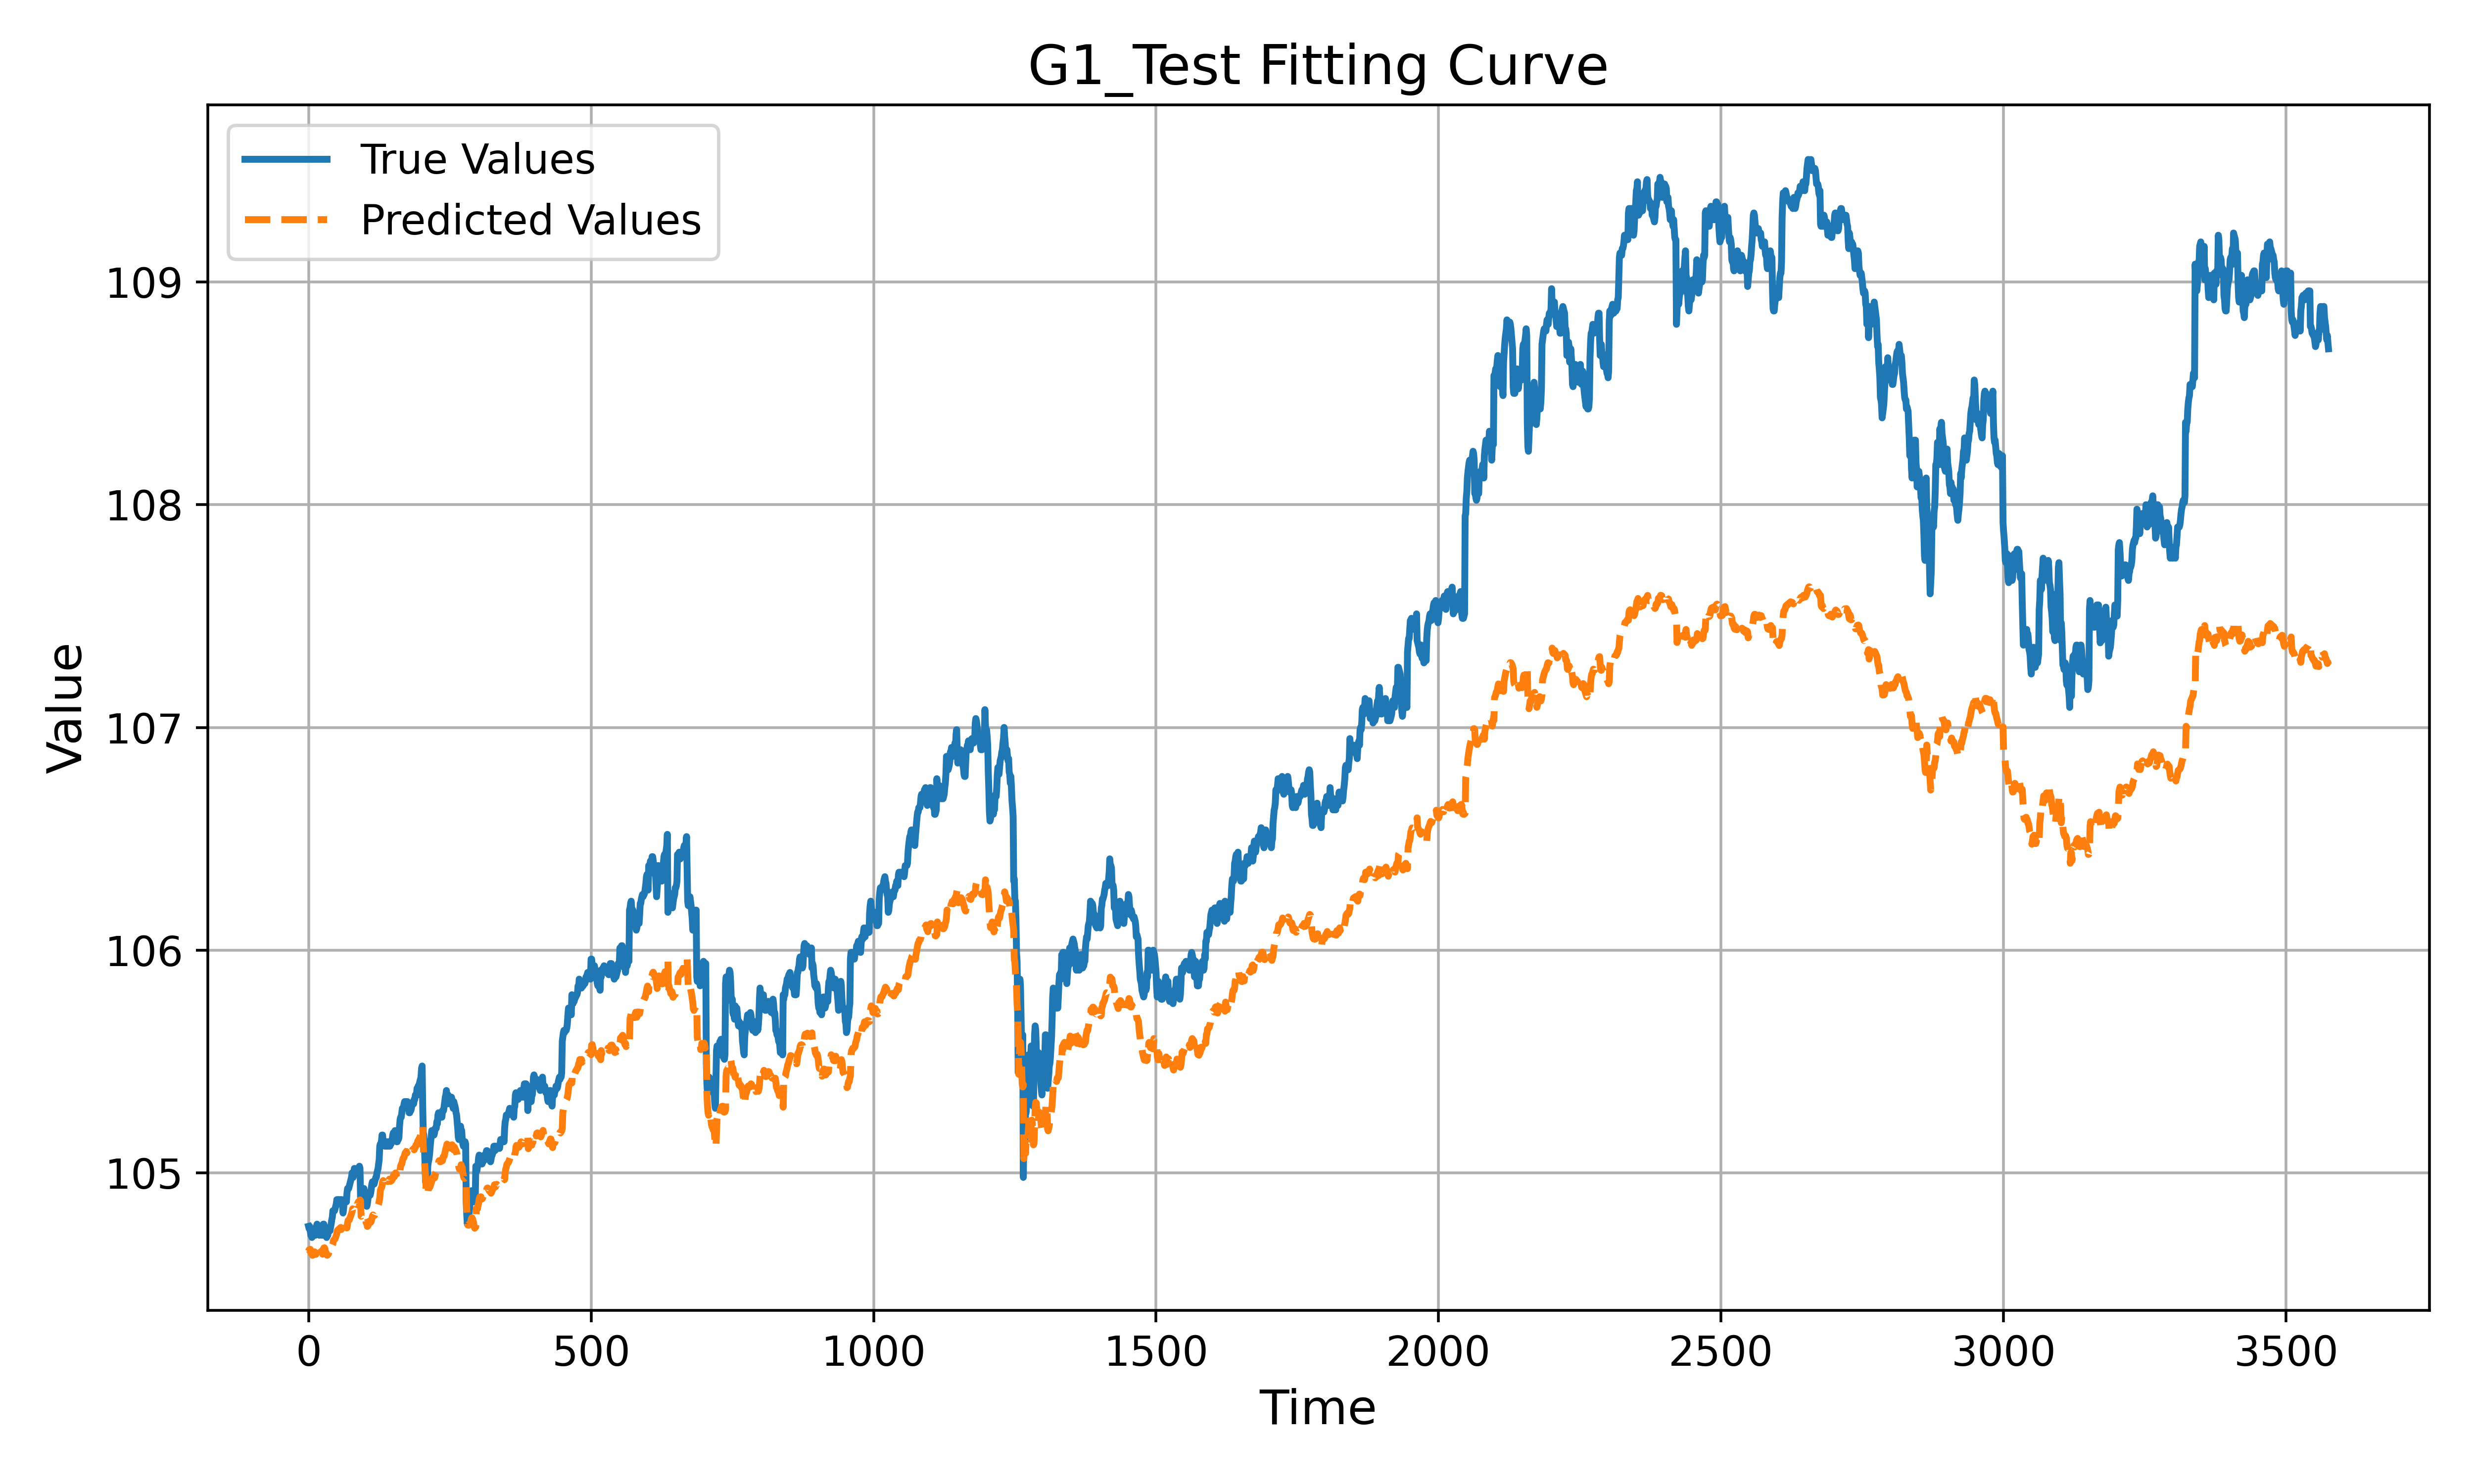 G1_Test Fitting Curve
True Values
Predicted Values
Value
109
108
107
106
105
0 500 1000 1500 2000 2500 3000 3500
Time